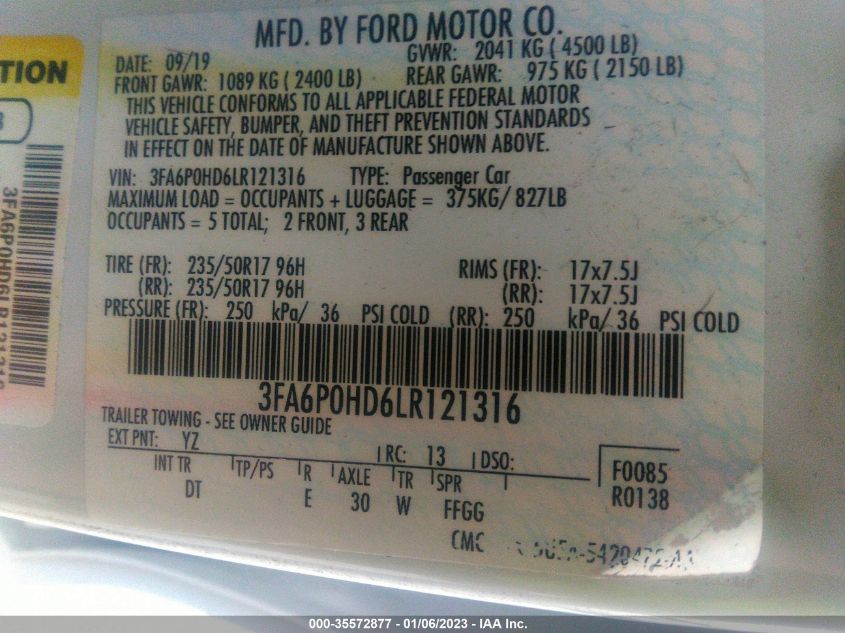 TION
3FA6P0HD6LR121316
MFD. BY FORD MOTOR CO.
DATE: 09/19 GVWR: 2041 KG ( 4500 LB)
FRONT GAWR: 1089 KG ( 2400 LB) REAR GAWR: 975 KG ( 2150 LB)
THIS VEHICLE CONFORMS TO ALL APPLICABLE FEDERAL MOTOR
VEHICLE SAFETY, BUMPER, AND THEFT PREVENTION STANDARDS
IN EFFECT ON THE DATE OF MANUFACTURE SHOWN ABOVE.
VIN: 3FA6P0HD6LR121316 TYPE: Passenger Car
MAXIMUM LOAD = OCCUPANTS + LUGGAGE = 375KG/ 827LB
OCCUPANTS = 5 TOTAL; 2 FRONT, 3 REAR
TIRE (FR): 235/50R17 96H RIMS (FR): 17x7.5J
(RR): 235/50R17 96H (RR): 17x7.5J
PRESSURE (FR): 250 kPa/ 36 PSI COLD (RR): 250 kPa/ 36 PSI COLD
3FA6P0HD6LR121316
TRAILER TOWING - SEE OWNER GUIDE
EXT PNT: YZ RC: 13 DSO:
INT TR TP/PS R AXLE TR SPR
DT E 30 W FFGG
F0085
R0138
CMC
000-35572877 — 01/06/2023 — IAA Inc.